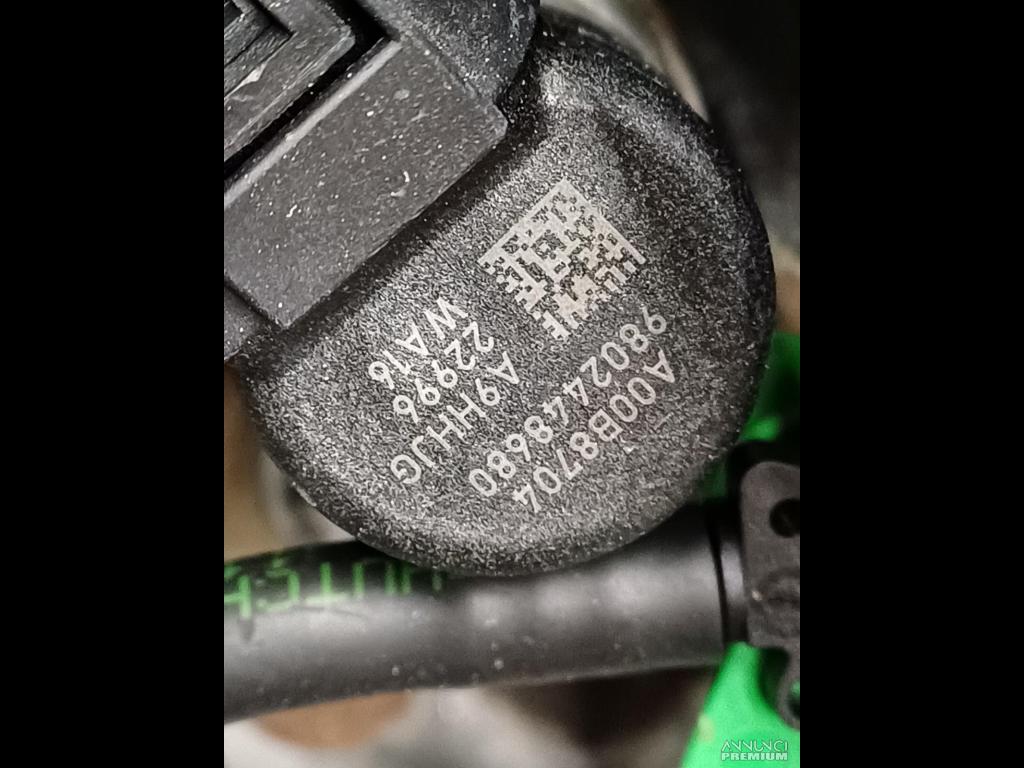 A00B8704
9802448680
A9HHJG
22996
WA16
ANNUNCI
PREMIUM